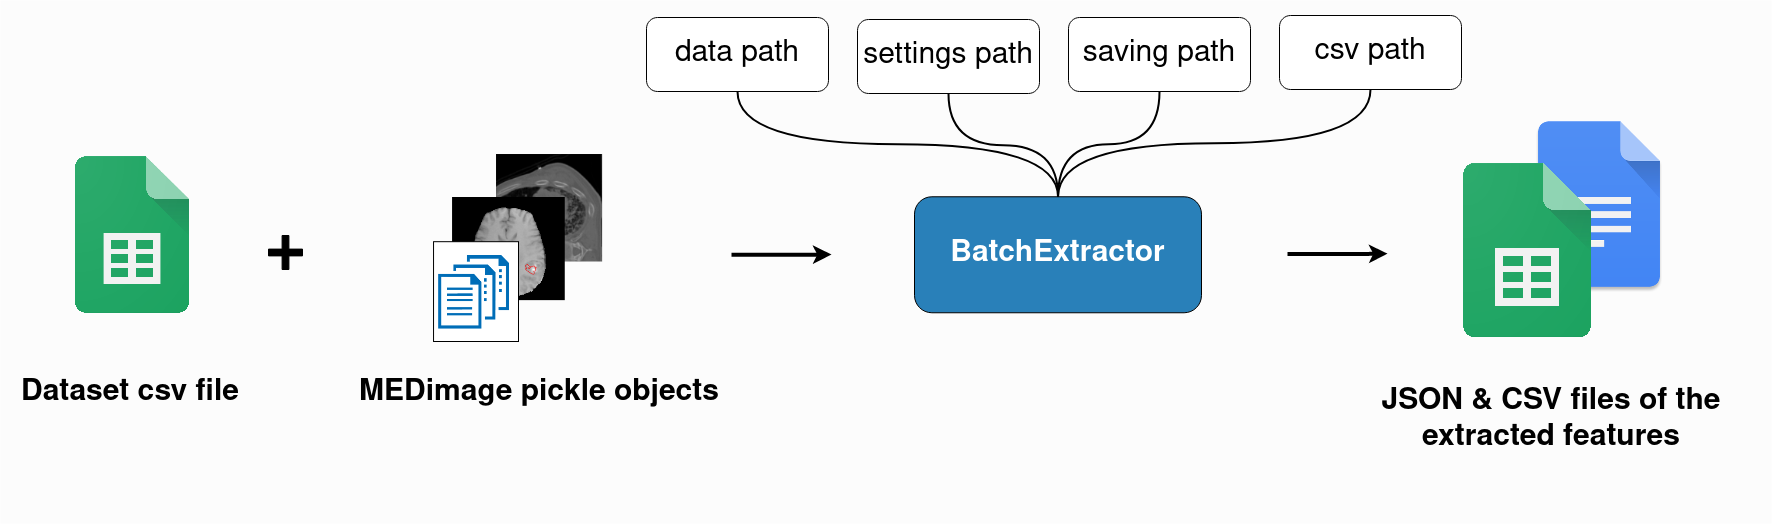 data path
settings path
saving path
csv path
BatchExtractor
Dataset csv file
MEDimage pickle objects
JSON & CSV files of the
extracted features